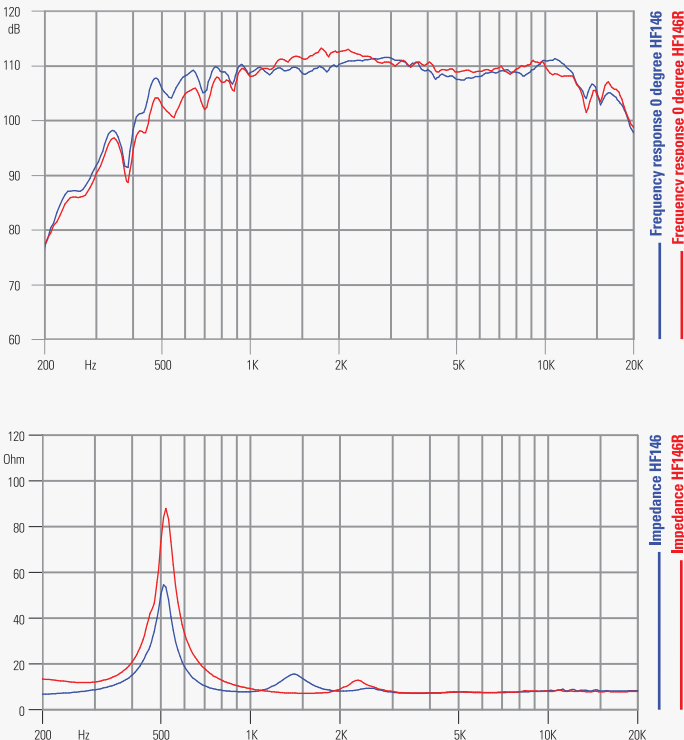 120
dB
110
100
90
80
70
60
200 Hz 500 1K 2K 5K 10K 20K
Frequency response 0 degree HF146
Frequency response 0 degree HF146R
120
Ohm
100
80
60
40
20
0
200 Hz 500 1K 2K 5K 10K 20K
Impedance HF146
Impedance HF146R